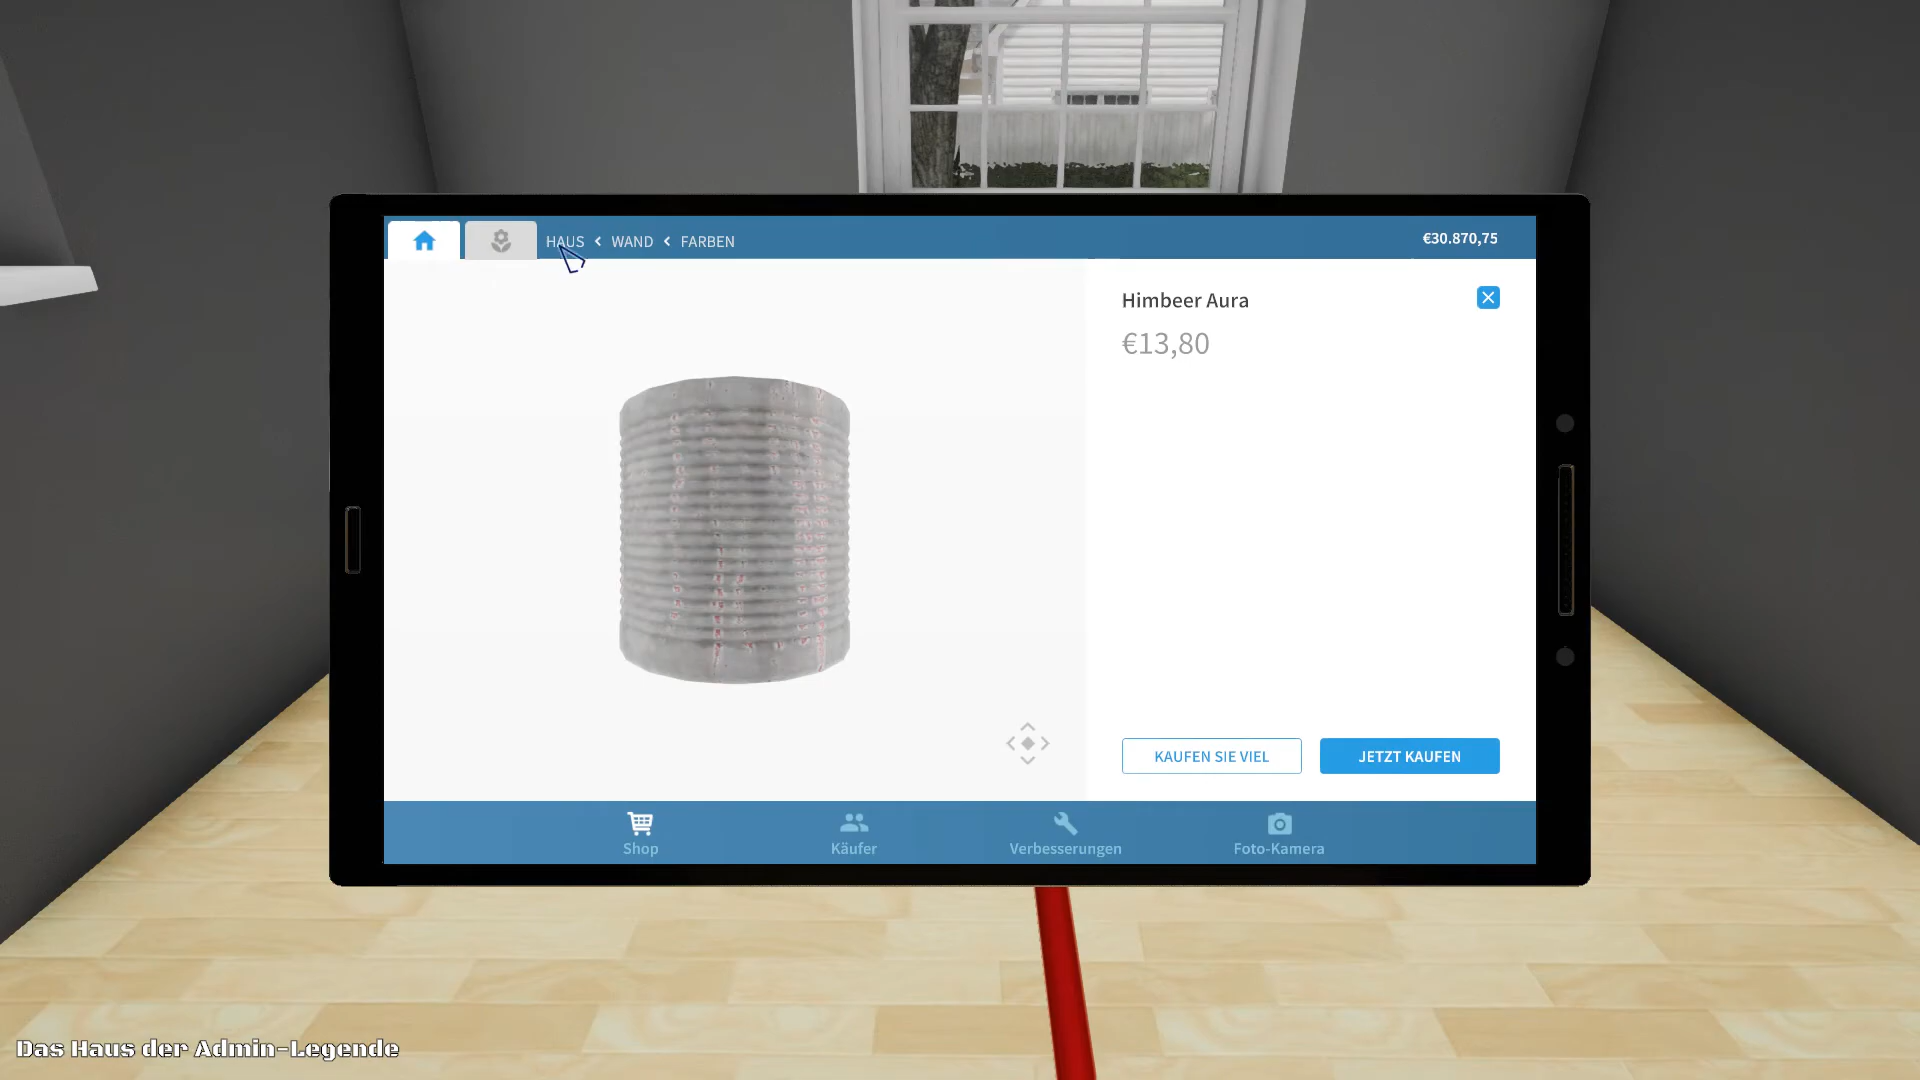 HAUS < WAND < FARBEN
€30.870,75
Himbeer Aura
€13,80
KAUFEN SIE VIEL
JETZT KAUFEN
Shop
Käufer
Verbesserungen
Foto-Kamera
Das Haus der Admin-Legende